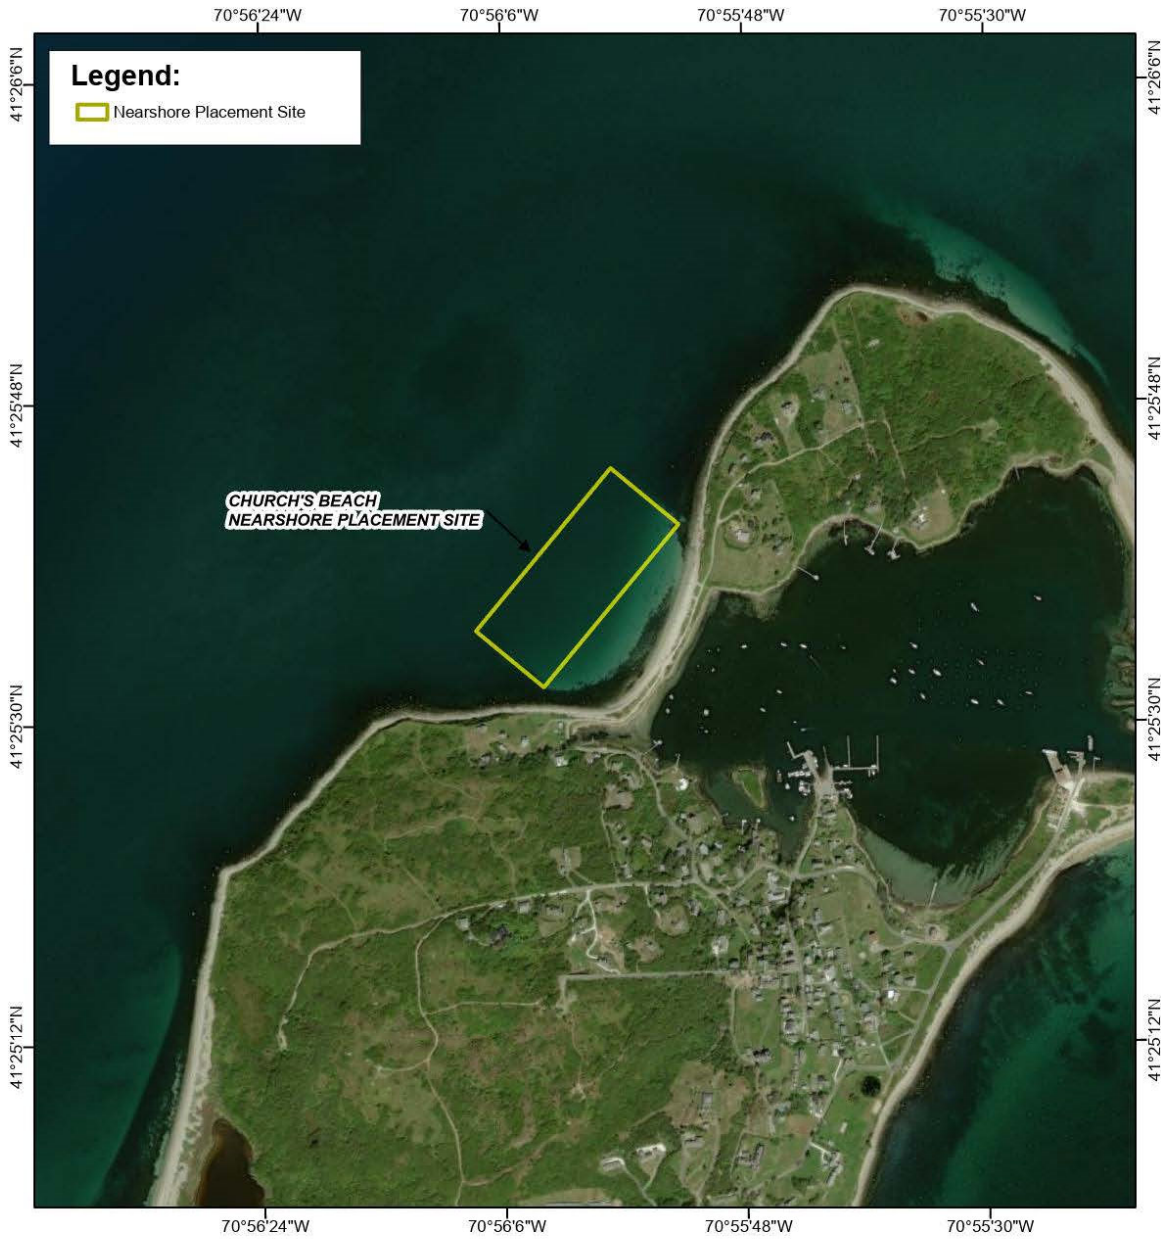 70°56'24"W 70°56'6"W 70°55'48"W 70°55'30"W
Legend:
Nearshore Placement Site
41°26'6"N 41°26'6"N
41°25'48"N 41°25'48"N
CHURCH'S BEACH
NEARSHORE PLACEMENT SITE
41°25'30"N 41°25'30"N
41°25'12"N 41°25'12"N
70°56'24"W 70°56'6"W 70°55'48"W 70°55'30"W